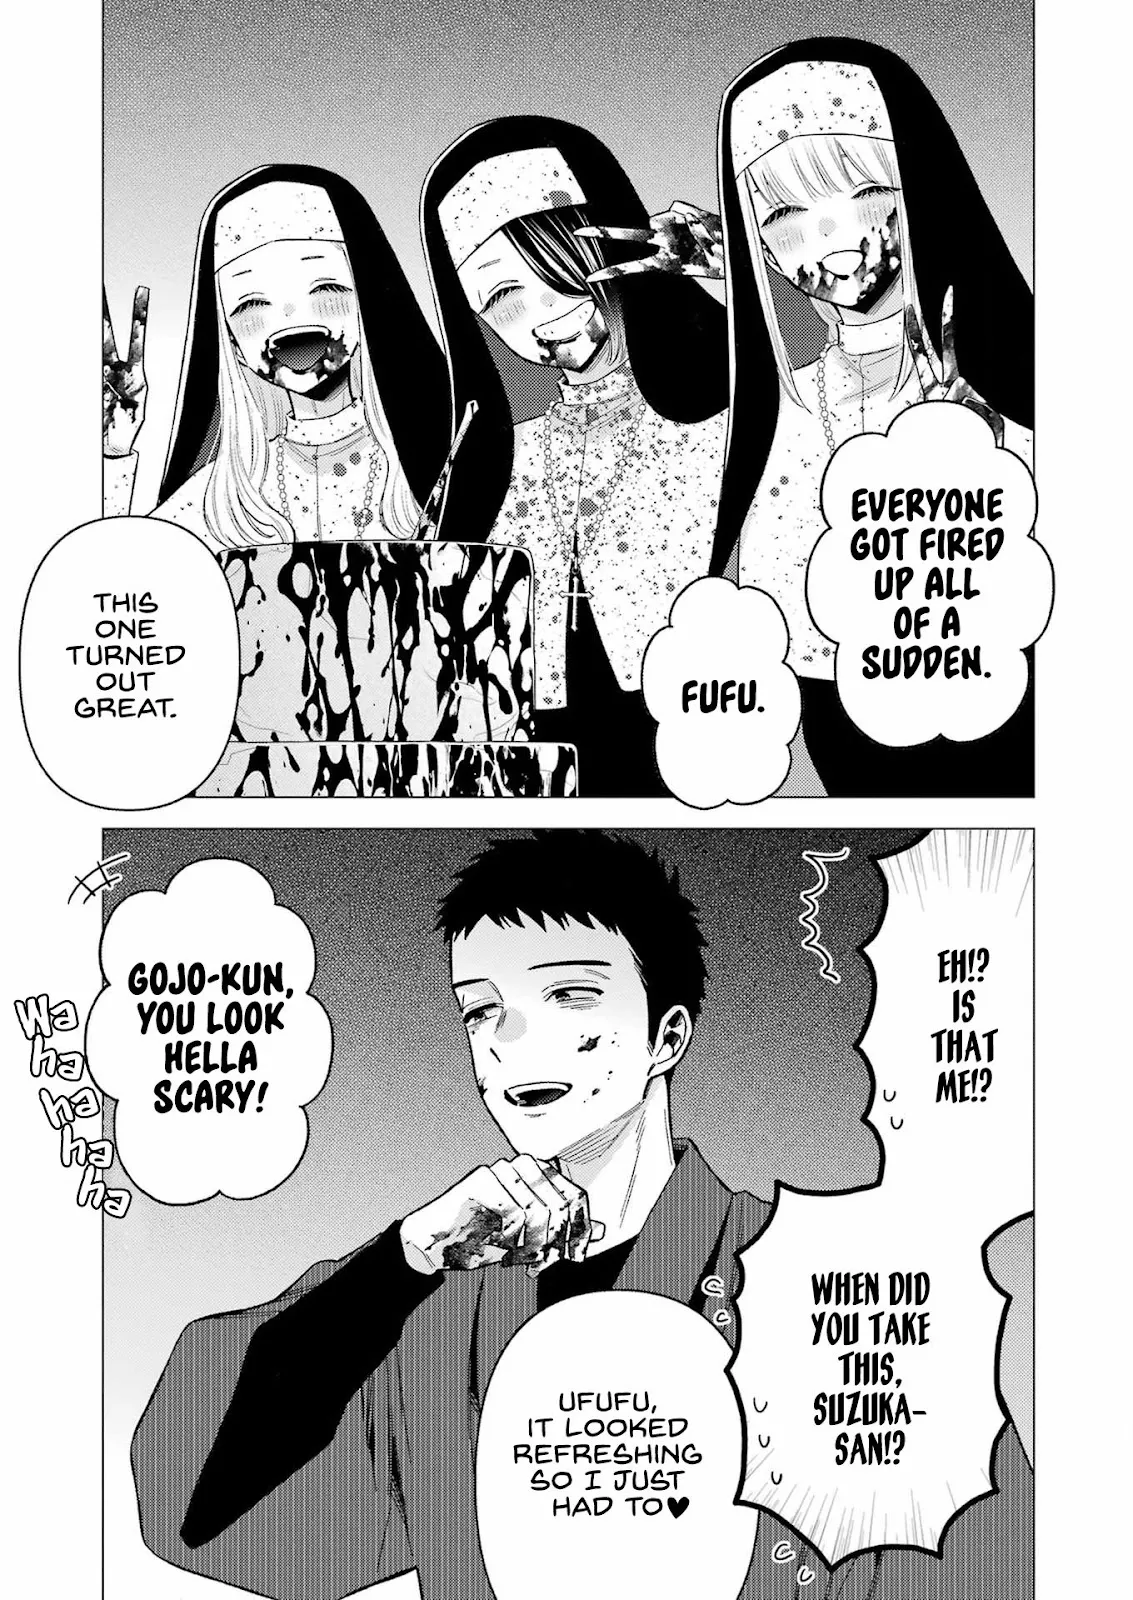 EVERYONE
GOT FIRED
UP ALL
OF A
SUDDEN.
FUFU.
THIS
ONE
TURNED
OUT
GREAT.
EH!?
IS
THAT
ME!?
WHEN DID
YOU TAKE
THIS,
SUZUKA-
SAN!?
GOJO-KUN,
YOU LOOK
HELLA
SCARY!
Wa
ha
ha
ha
ha
UFUFU,
IT LOOKED
REFRESHING
SO I JUST
HAD TO♥